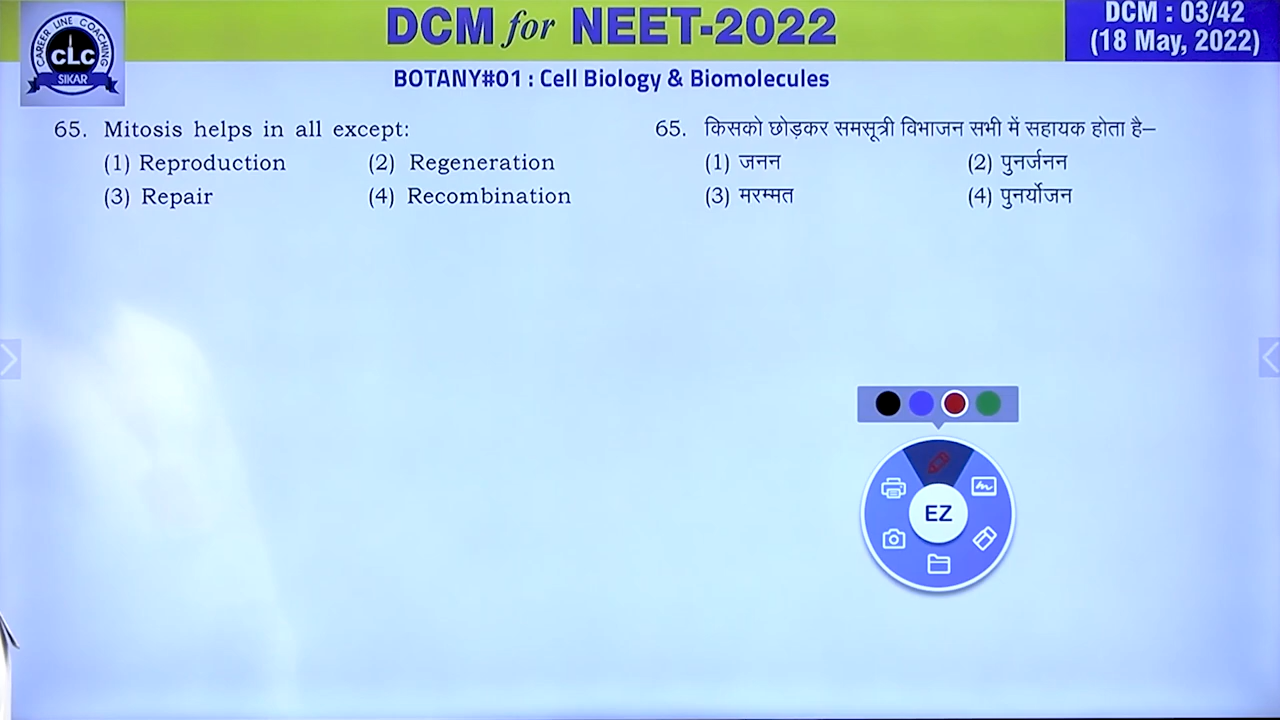 CAREER LINE COACHING
CLC
SIKAR
DCM for NEET-2022
DCM : 03/42
(18 May, 2022)
BOTANY#01 : Cell Biology & Biomolecules
65. Mitosis helps in all except:
(1) Reproduction (2) Regeneration
(3) Repair (4) Recombination
65. किसको छोड़कर समसूत्री विभाजन सभी में सहायक होता है–
(1) जनन (2) पुनर्जनन
(3) मरम्मत (4) पुनर्योजन
EZ